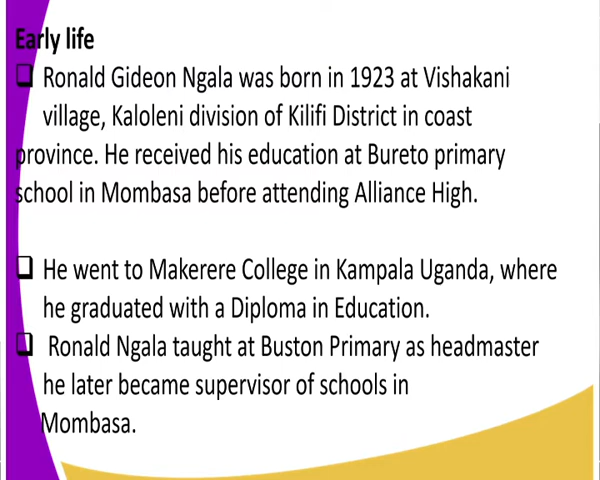 Early life
❑ Ronald Gideon Ngala was born in 1923 at Vishakani
village, Kaloleni division of Kilifi District in coast
province. He received his education at Bureto primary
school in Mombasa before attending Alliance High.
❑ He went to Makerere College in Kampala Uganda, where
he graduated with a Diploma in Education.
❑ Ronald Ngala taught at Buston Primary as headmaster
he later became supervisor of schools in
Mombasa.